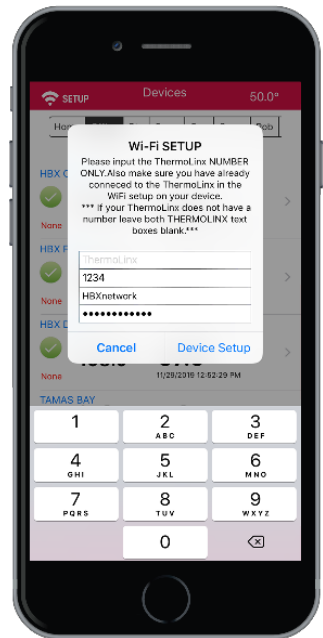 SETUP Devices 50.0°
Wi-Fi SETUP
Please input the ThermoLinx NUMBER
ONLY.Also make sure you have already
conneced to the ThermoLinx in the
WiFi setup on your device.
*** If your ThermoLinx does not have a
number leave both THERMOLINX text
boxes blank.***
HBX
None
ThermoLinx
1234
HBXnetwork
••••••••••••
HBX
None
HBX
Cancel Device Setup
None 11/29/2019 12:52:29 PM
TAMAS BAY
1 2 3
ABC DEF
4 5 6
GHI JKL MNO
7 8 9
PQRS TUV WXYZ
0